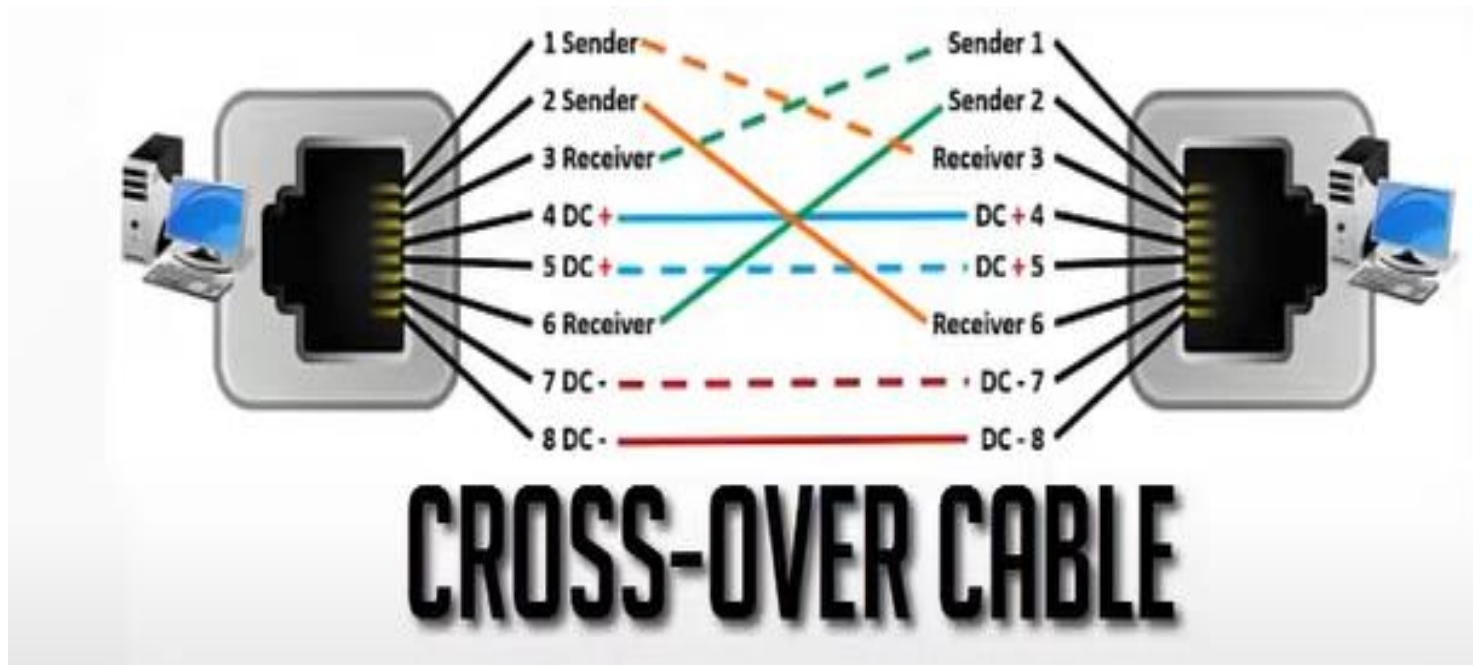 1 Sender Sender 1
2 Sender Sender 2
3 Receiver Receiver 3
4 DC + DC + 4
5 DC + DC + 5
6 Receiver Receiver 6
7 DC - DC - 7
8 DC - DC - 8
CROSS-OVER CABLE